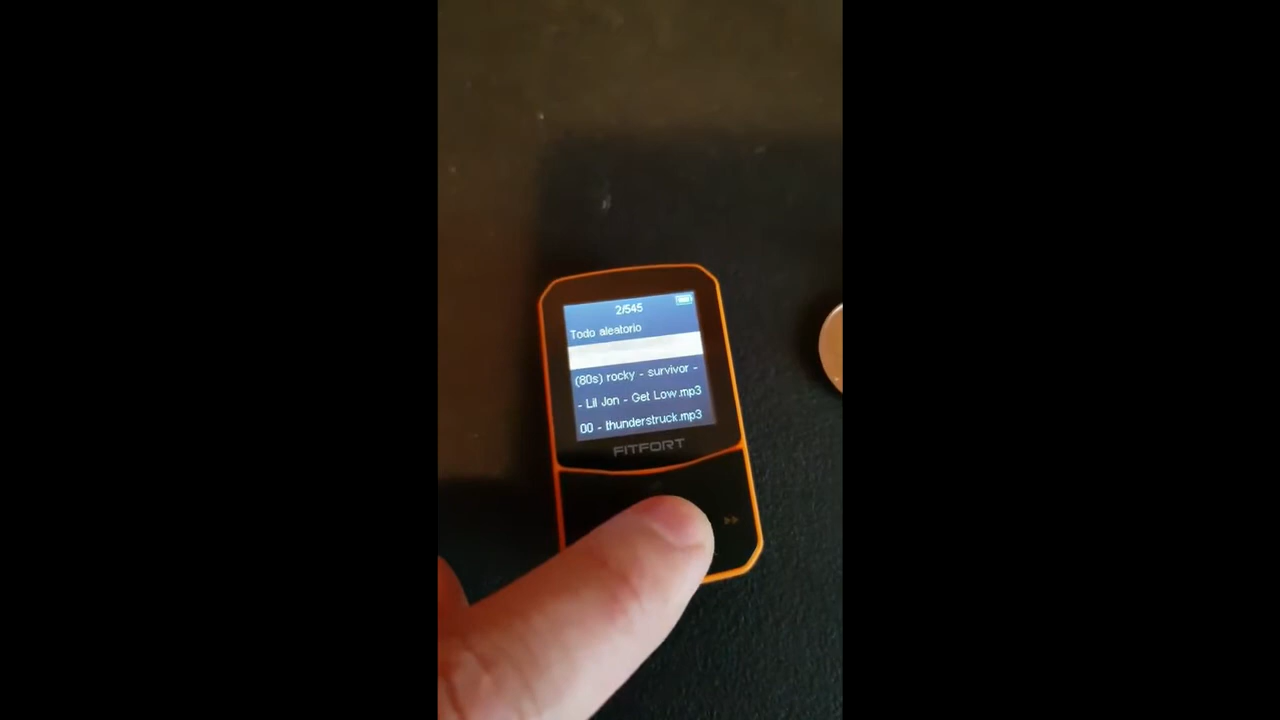 2/545
Todo aleatorio
(80s) rocky - survivor -
- Lil Jon - Get Low.mp3
00 - thunderstruck.mp3
FITFORT